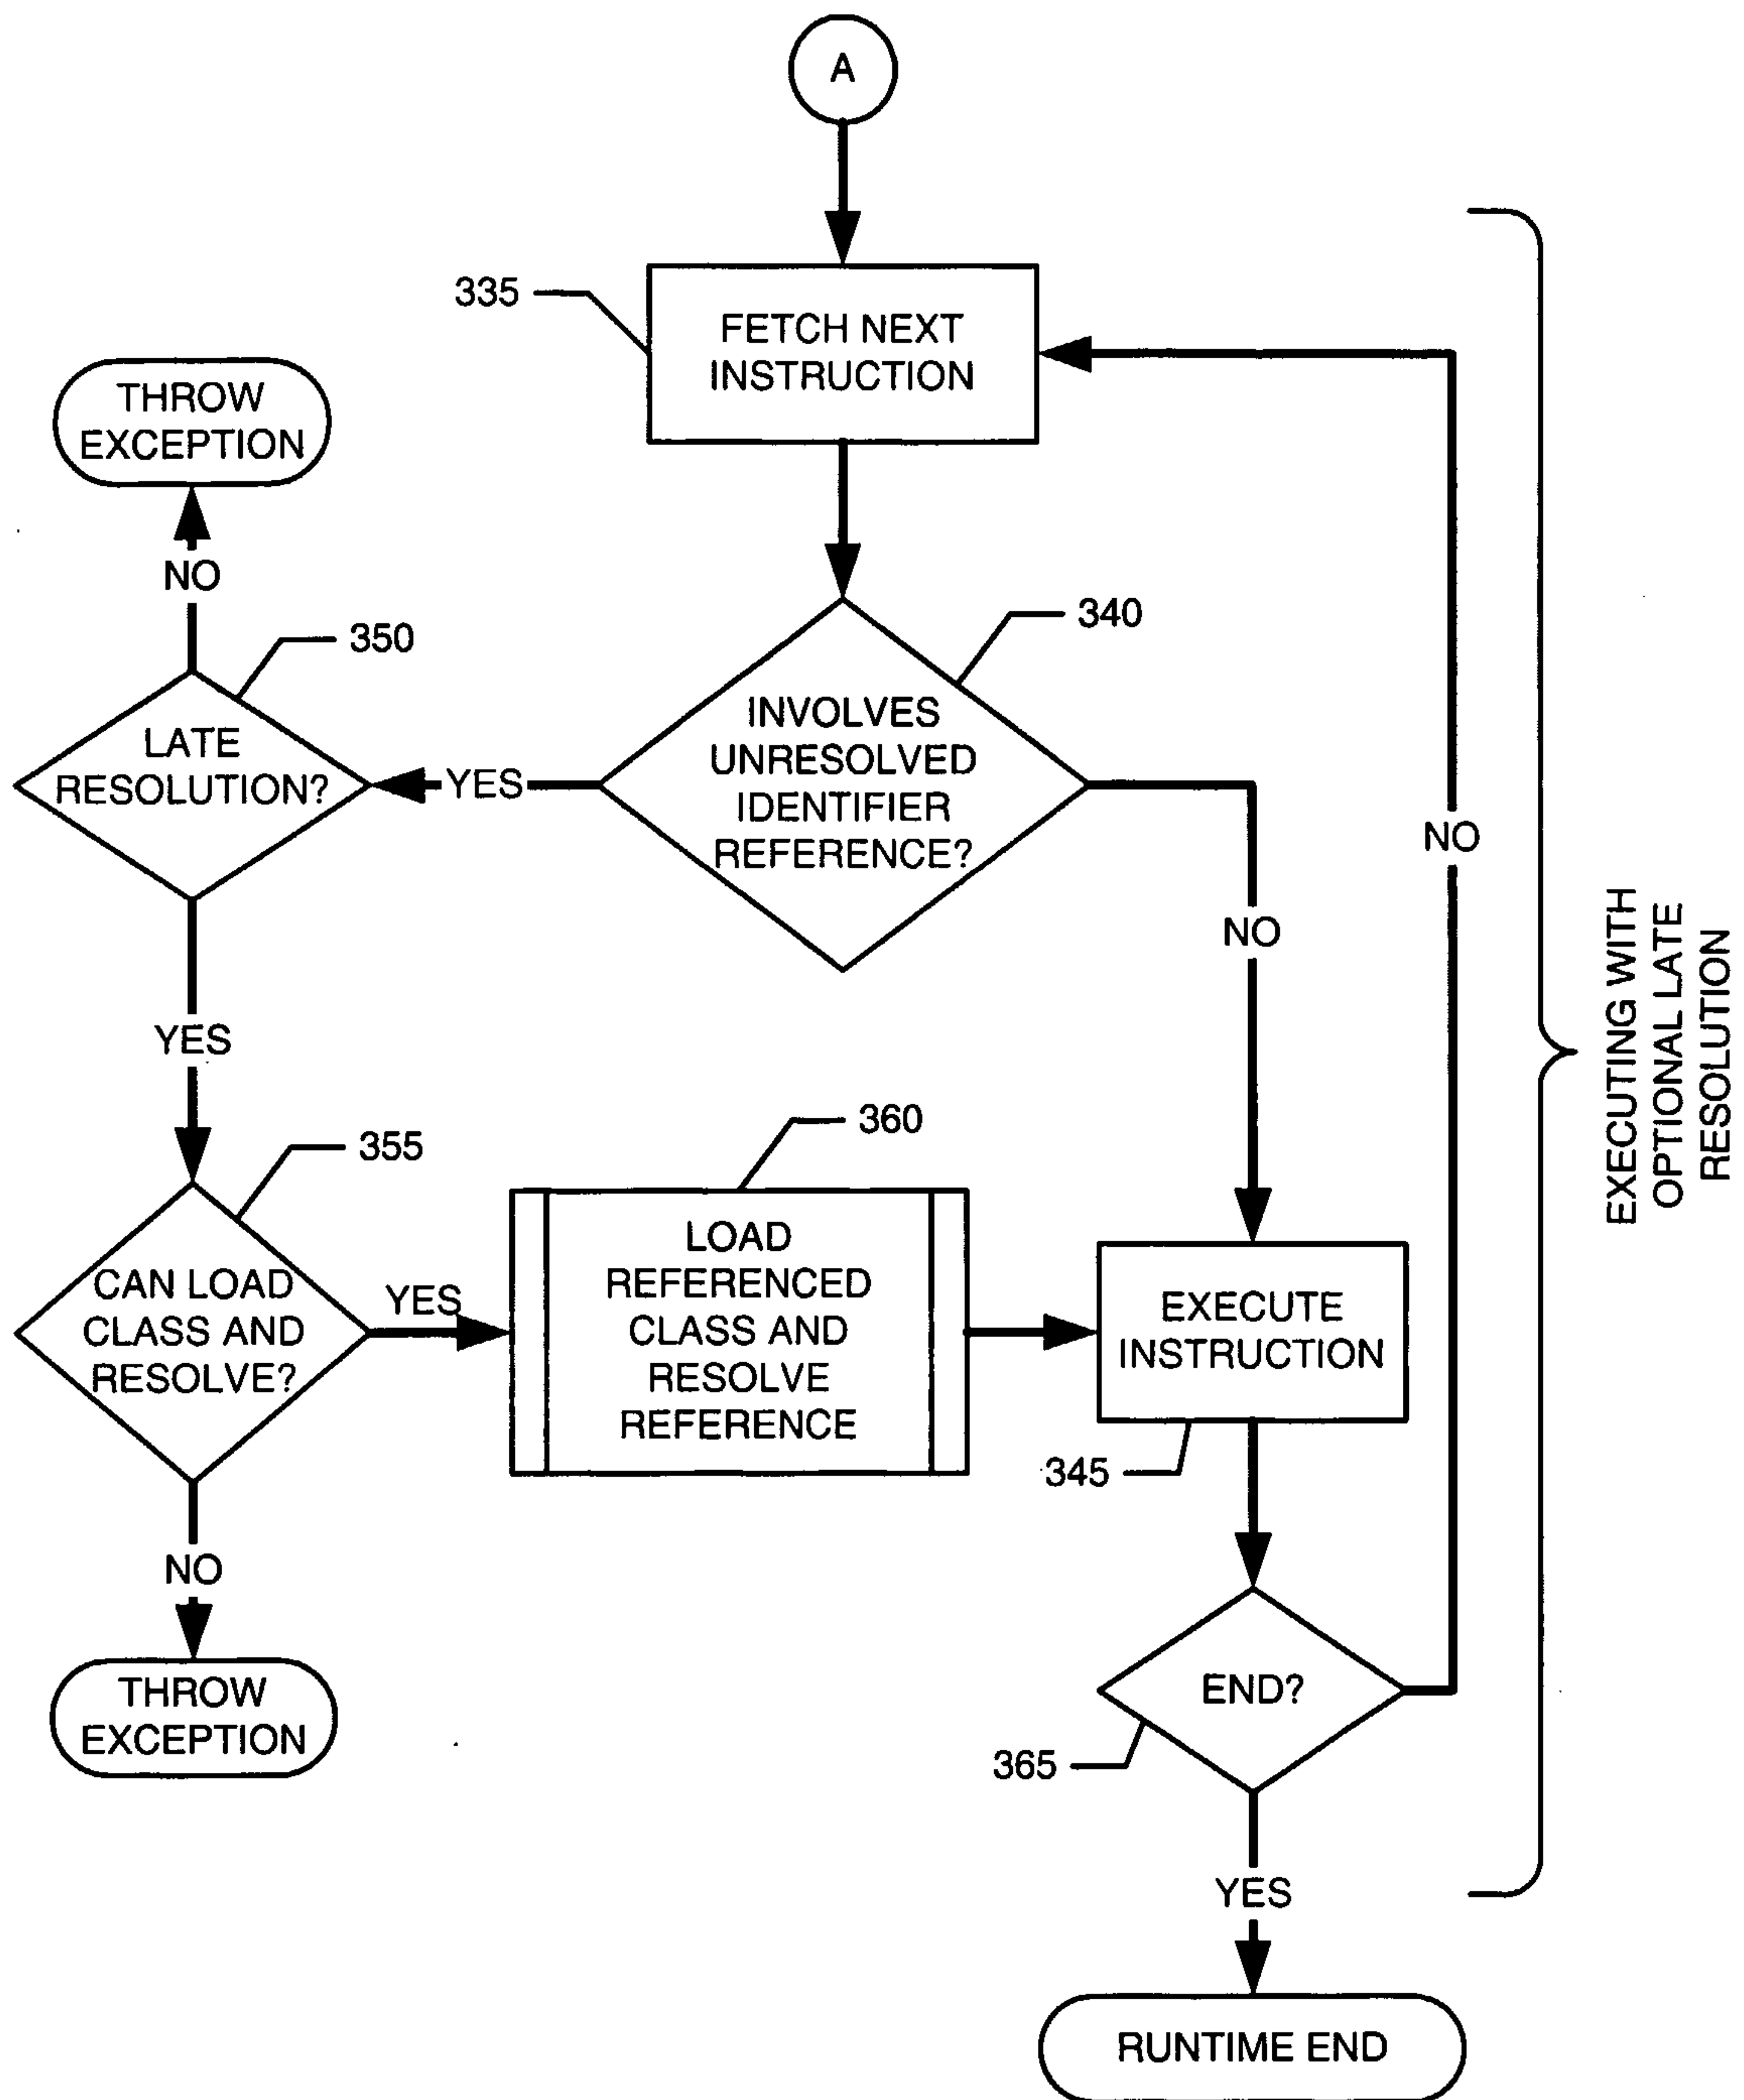 A
335
FETCH NEXT
INSTRUCTION
THROW
EXCEPTION
NO
350
340
LATE
RESOLUTION?
YES
INVOLVES
UNRESOLVED
IDENTIFIER
REFERENCE?
NO
NO
YES
EXECUTING WITH
OPTIONAL LATE
RESOLUTION
355
360
CAN LOAD
CLASS AND
RESOLVE?
YES
LOAD
REFERENCED
CLASS AND
RESOLVE
REFERENCE
EXECUTE
INSTRUCTION
345
NO
THROW
EXCEPTION
END?
365
YES
RUNTIME END